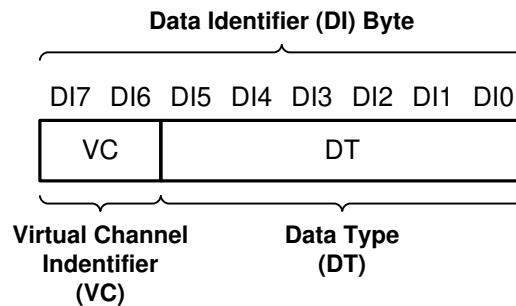 Data Identifier (DI) Byte
DI7 DI6 DI5 DI4 DI3 DI2 DI1 DI0
VC DT
Virtual Channel
Indentifier
(VC)
Data Type
(DT)